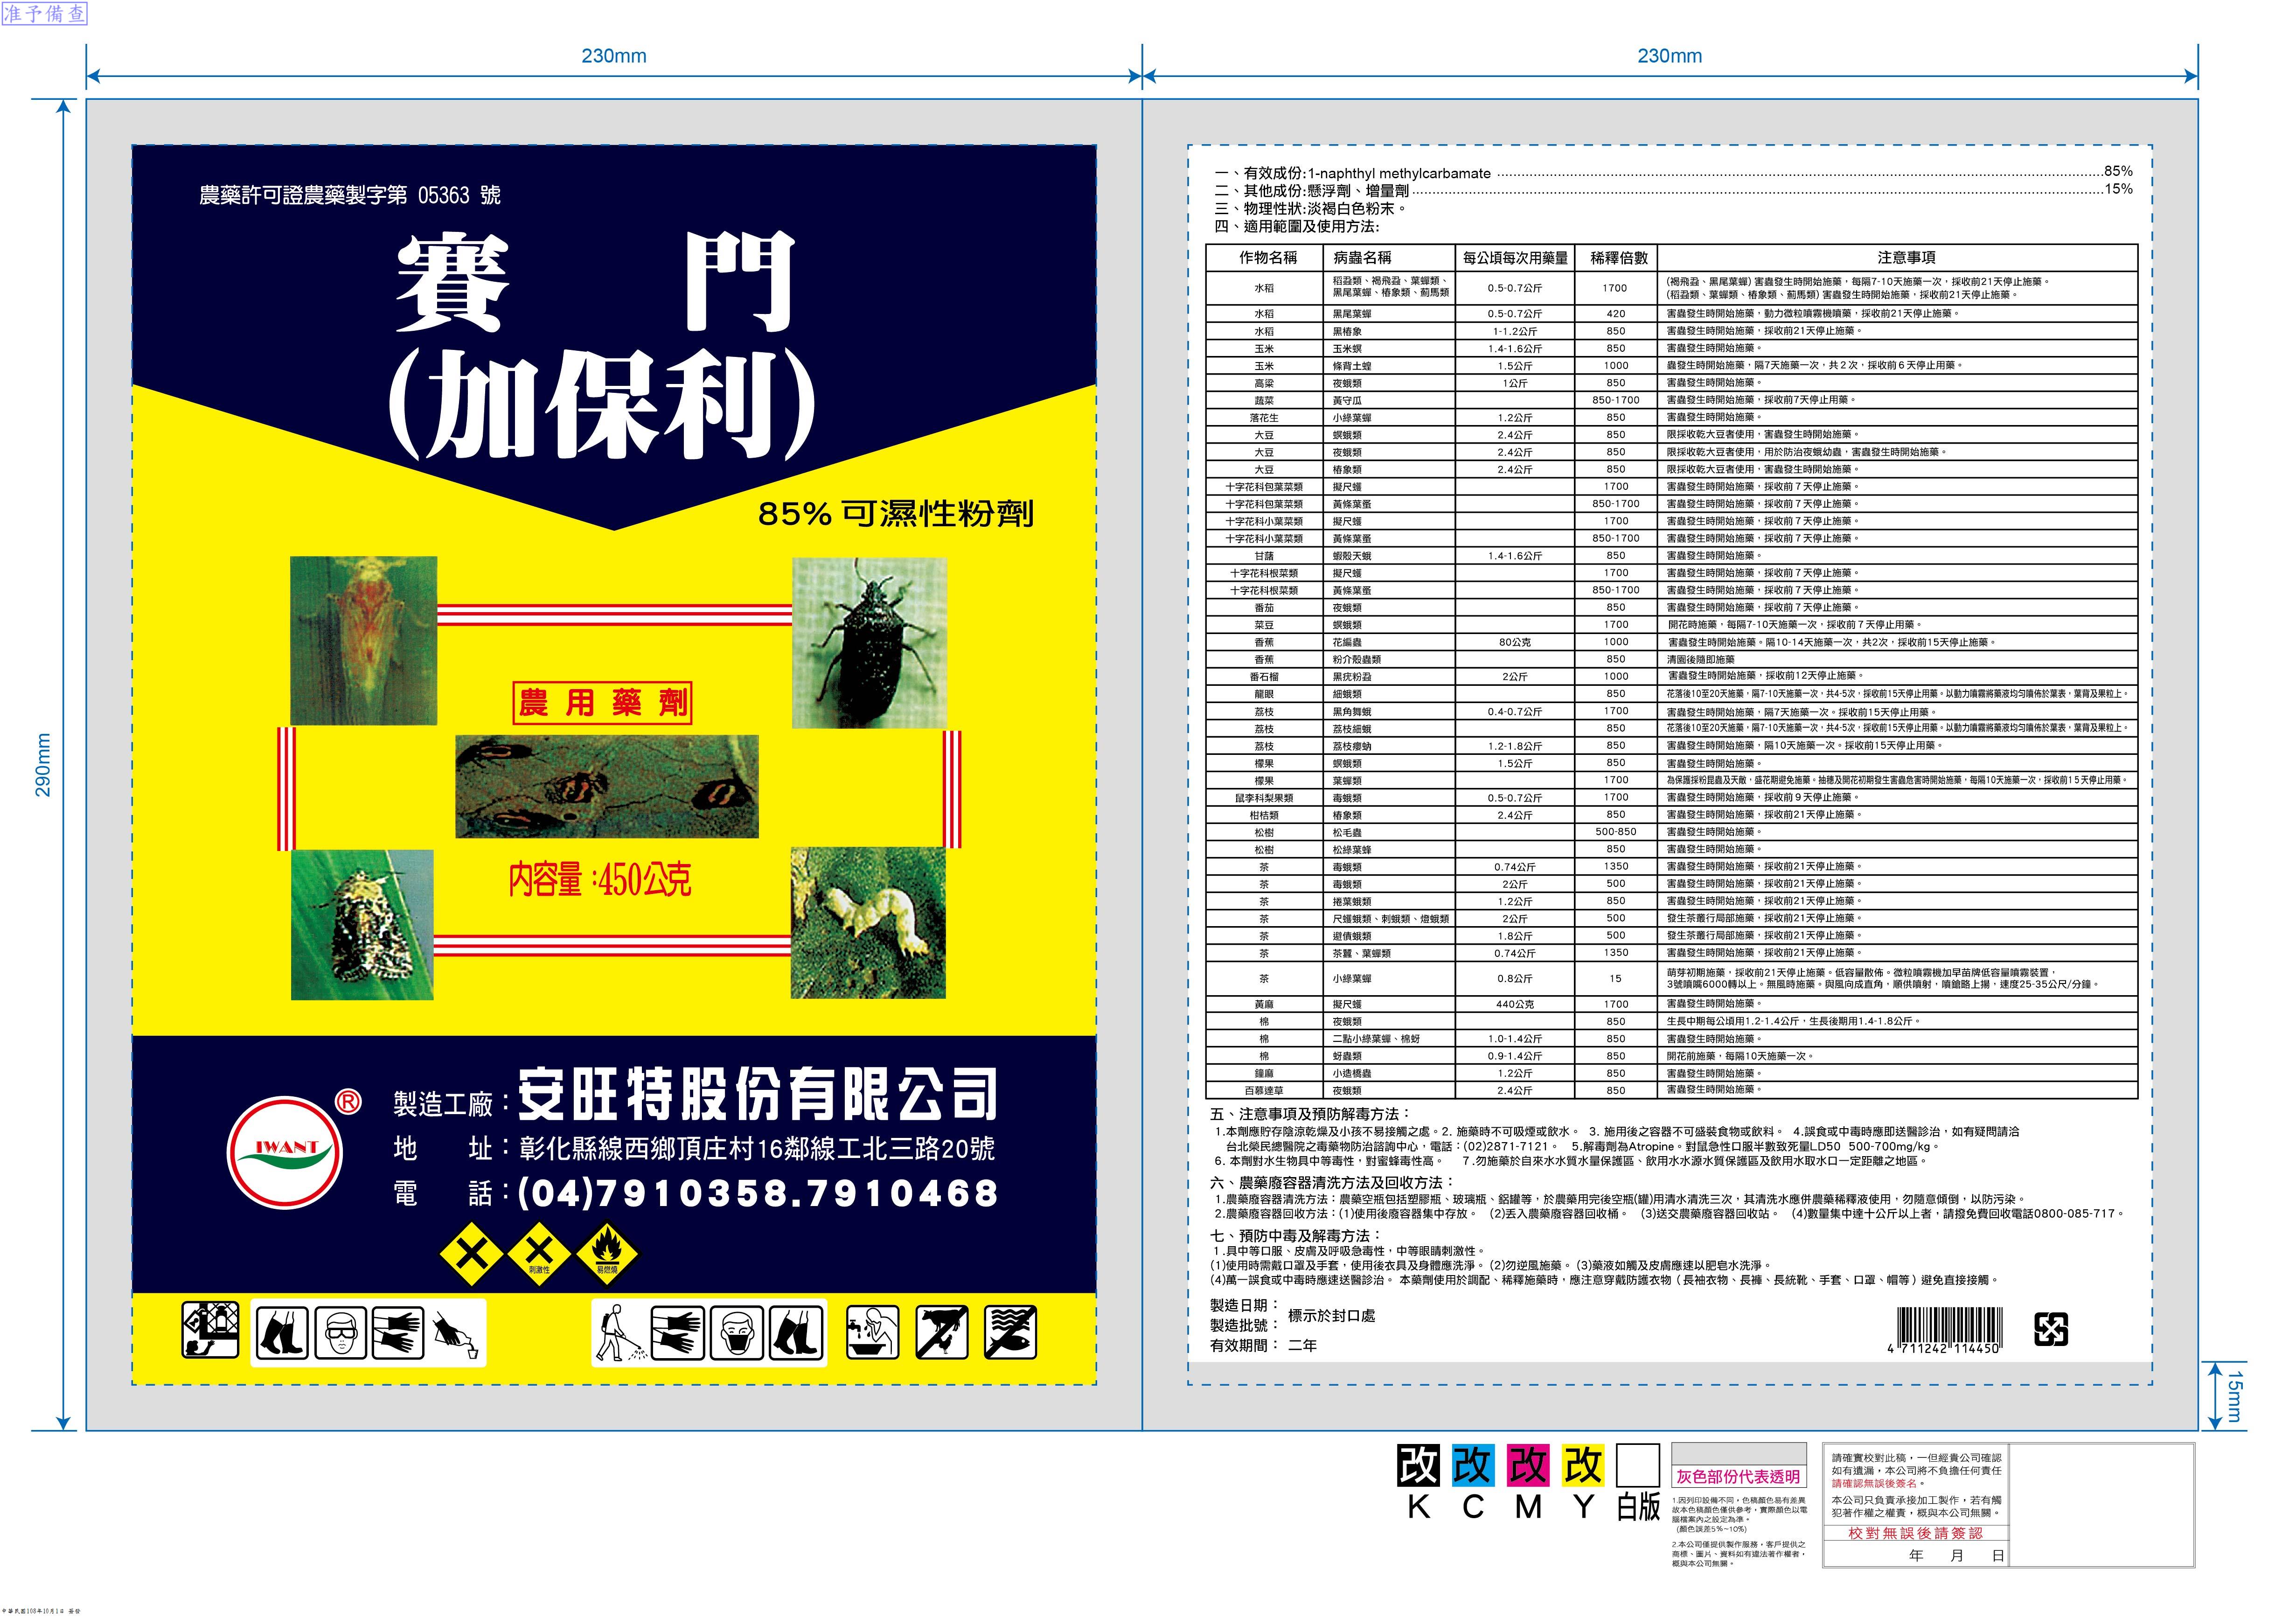 准予備查
230mm
230mm
290mm
農藥許可證農藥製字第 05363 號
賽 門
(加保利)
85% 可濕性粉劑
農用藥劑
內容量:450公克
IWANT
®
製造工廠:安旺特股份有限公司
地 址:彰化縣線西鄉頂庄村16鄰線工北三路20號
電 話:(04)7910358.7910468
刺激性
易燃燒
一、有效成份:1-naphthyl methylcarbamate 85%
二、其他成份:懸浮劑、增量劑 15%
三、物理性狀:淡褐白色粉末。
四、適用範圍及使用方法:
作物名稱 病蟲名稱 每公頃每次用藥量 稀釋倍數 注意事項
水稻 稻蝨類、褐飛蝨、葉蟬類、黑尾葉蟬、椿象類、薊馬類 0.5-0.7公斤 1700 (褐飛蝨、黑尾葉蟬) 害蟲發生時開始施藥,每隔7-10天施藥一次,採收前21天停止施藥。
(稻蝨類、葉蟬類、椿象類、薊馬類) 害蟲發生時開始施藥,採收前21天停止施藥。
水稻 黑尾葉蟬 0.5-0.7公斤 420 害蟲發生時開始施藥,動力微粒噴霧機噴藥,採收前21天停止施藥。
水稻 黑椿象 1-1.2公斤 850 害蟲發生時開始施藥,採收前21天停止施藥。
玉米 玉米螟 1.4-1.6公斤 850 害蟲發生時開始施藥。
玉米 條背土蝗 1.5公斤 1000 蟲發生時開始施藥,隔7天施藥一次,共2次,採收前6天停止用藥。
高粱 夜蛾類 1公斤 850 害蟲發生時開始施藥。
蔬菜 黃守瓜 850-1700 害蟲發生時開始施藥,採收前7天停止用藥。
落花生 小綠葉蟬 1.2公斤 850 害蟲發生時開始施藥。
大豆 螟蛾類 2.4公斤 850 限採收乾大豆者使用,害蟲發生時開始施藥。
大豆 夜蛾類 2.4公斤 850 限採收乾大豆者使用,用於防治夜蛾幼蟲,害蟲發生時開始施藥。
大豆 椿象類 2.4公斤 850 限採收乾大豆者使用,害蟲發生時開始施藥。
十字花科包葉菜類 擬尺蠖 1700 害蟲發生時開始施藥,採收前7天停止施藥。
十字花科包葉菜類 黃條葉蚤 850-1700 害蟲發生時開始施藥,採收前7天停止施藥。
十字花科小葉菜類 擬尺蠖 1700 害蟲發生時開始施藥,採收前7天停止施藥。
十字花科小葉菜類 黃條葉蚤 850-1700 害蟲發生時開始施藥,採收前7天停止施藥。
甘藷 蝦殼天蛾 1.4-1.6公斤 850 害蟲發生時開始施藥。
十字花科根菜類 擬尺蠖 1700 害蟲發生時開始施藥,採收前7天停止施藥。
十字花科根菜類 黃條葉蚤 850-1700 害蟲發生時開始施藥,採收前7天停止施藥。
番茄 夜蛾類 850 害蟲發生時開始施藥,採收前7天停止施藥。
菜豆 螟蛾類 1700 開花時施藥,每隔7-10天施藥一次,採收前7天停止用藥。
香蕉 花編蟲 80公克 1000 害蟲發生時開始施藥。隔10-14天施藥一次,共2次,採收前15天停止施藥。
香蕉 粉介殼蟲類 850 清園後隨即施藥
番石榴 黑疣粉蝨 2公斤 1000 害蟲發生時開始施藥,採收前12天停止施藥。
龍眼 細蛾類 850 花落後10至20天施藥,隔7-10天施藥一次,共4-5次,採收前15天停止用藥。以動力噴霧將藥液均勻噴佈於葉表,葉背及果粒上。
荔枝 黑角舞蛾 0.4-0.7公斤 1700 害蟲發生時開始施藥,隔7天施藥一次。採收前15天停止用藥。
荔枝 荔枝細蛾 850 花落後10至20天施藥,隔7-10天施藥一次,共4-5次,採收前15天停止用藥。以動力噴霧將藥液均勻噴佈於葉表,葉背及果粒上。
荔枝 荔枝癭蚋 1.2-1.8公斤 850 害蟲發生時開始施藥,隔10天施藥一次。採收前15天停止用藥。
檬果 螟蛾類 1.5公斤 850 害蟲發生時開始施藥。
檬果 葉蟬類 1700 為保護採粉昆蟲及天敵,盛花期避免施藥。抽穗及開花初期發生害蟲危害時開始施藥,每隔10天施藥一次,採收前15天停止用藥。
鼠李科梨果類 毒蛾類 0.5-0.7公斤 1700 害蟲發生時開始施藥,採收前9天停止施藥。
柑桔類 椿象類 2.4公斤 850 害蟲發生時開始施藥,採收前21天停止施藥。
松樹 松毛蟲 500-850 害蟲發生時開始施藥。
松樹 松綠葉蜂 850 害蟲發生時開始施藥。
茶 毒蛾類 0.74公斤 1350 害蟲發生時開始施藥,採收前21天停止施藥。
茶 毒蛾類 2公斤 500 害蟲發生時開始施藥,採收前21天停止施藥。
茶 捲葉蛾類 1.2公斤 850 害蟲發生時開始施藥,採收前21天停止施藥。
茶 尺蠖蛾類、刺蛾類、燈蛾類 2公斤 500 發生茶叢行局部施藥,採收前21天停止施藥。
茶 避債蛾類 1.8公斤 500 發生茶叢行局部施藥,採收前21天停止施藥。
茶 茶蠶、葉蟬類 0.74公斤 1350 害蟲發生時開始施藥,採收前21天停止施藥。
茶 小綠葉蟬 0.8公斤 15 萌芽初期施藥,採收前21天停止施藥。低容量散佈。微粒噴霧機加早苗牌低容量噴霧裝置,
3號噴嘴6000轉以上。無風時施藥。與風向成直角,順供噴射,噴鎗略上揚,速度25-35公尺/分鐘。
黃麻 擬尺蠖 440公克 1700 害蟲發生時開始施藥。
棉 夜蛾類 850 生長中期每公頃用1.2-1.4公斤,生長後期用1.4-1.8公斤。
棉 二點小綠葉蟬、棉蚜 1.0-1.4公斤 850 害蟲發生時開始施藥。
棉 蚜蟲類 0.9-1.4公斤 850 開花前施藥,每隔10天施藥一次。
鐘麻 小造橋蟲 1.2公斤 850 害蟲發生時開始施藥。
百慕達草 夜蛾類 2.4公斤 850 害蟲發生時開始施藥。
五、注意事項及預防解毒方法:
1.本劑應貯存陰涼乾燥及小孩不易接觸之處。2. 施藥時不可吸煙或飲水。 3. 施用後之容器不可盛裝食物或飲料。 4.誤食或中毒時應即送醫診治,如有疑問請洽
台北榮民總醫院之毒藥物防治諮詢中心,電話:(02)2871-7121。 5.解毒劑為Atropine。對鼠急性口服半數致死量LD50 500-700mg/kg。
6. 本劑對水生物具中等毒性,對蜜蜂毒性高。 7.勿施藥於自來水水質水量保護區、飲用水水源水質保護區及飲用水取水口一定距離之地區。
六、農藥廢容器清洗方法及回收方法:
1.農藥廢容器清洗方法:農藥空瓶包括塑膠瓶、玻璃瓶、鋁罐等,於農藥用完後空瓶(罐)用清水清洗三次,其清洗水應併農藥稀釋液使用,勿隨意傾倒,以防污染。
2.農藥廢容器回收方法:(1)使用後廢容器集中存放。 (2)丟入農藥廢容器回收桶。 (3)送交農藥廢容器回收站。 (4)數量集中達十公斤以上者,請撥免費回收電話0800-085-717。
七、預防中毒及解毒方法:
1.具中等口服、皮膚及呼吸急毒性,中等眼睛刺激性。
(1)使用時需戴口罩及手套,使用後衣具及身體應洗淨。(2)勿逆風施藥。(3)藥液如觸及皮膚應速以肥皂水洗淨。
(4)萬一誤食或中毒時應速送醫診治。 本藥劑使用於調配、稀釋施藥時,應注意穿戴防護衣物(長袖衣物、長褲、長統靴、手套、口罩、帽等)避免直接接觸。
製造日期:
製造批號: 標示於封口處
有效期間: 二年
4 711242 114450
15mm
改 改 改 改
K C M Y 白版
灰色部份代表透明
1.因列印設備不同,色稿顏色易有差異
故本色稿顏色僅供參考,實際顏色以電
腦檔案內之設定為準。
(顏色誤差5%~10%)
2.本公司僅提供製作服務,客戶提供之
商標、圖片、資料如有違法著作權者,
概與本公司無關。
請確實校對此稿,一但經貴公司確認
如有遺漏,本公司將不負擔任何責任
請確認無誤後簽名。
本公司只負責承接加工製作,若有觸
犯著作權之權責,概與本公司無關。
校對無誤後請簽認
年 月 日
中華民國108年10月1日